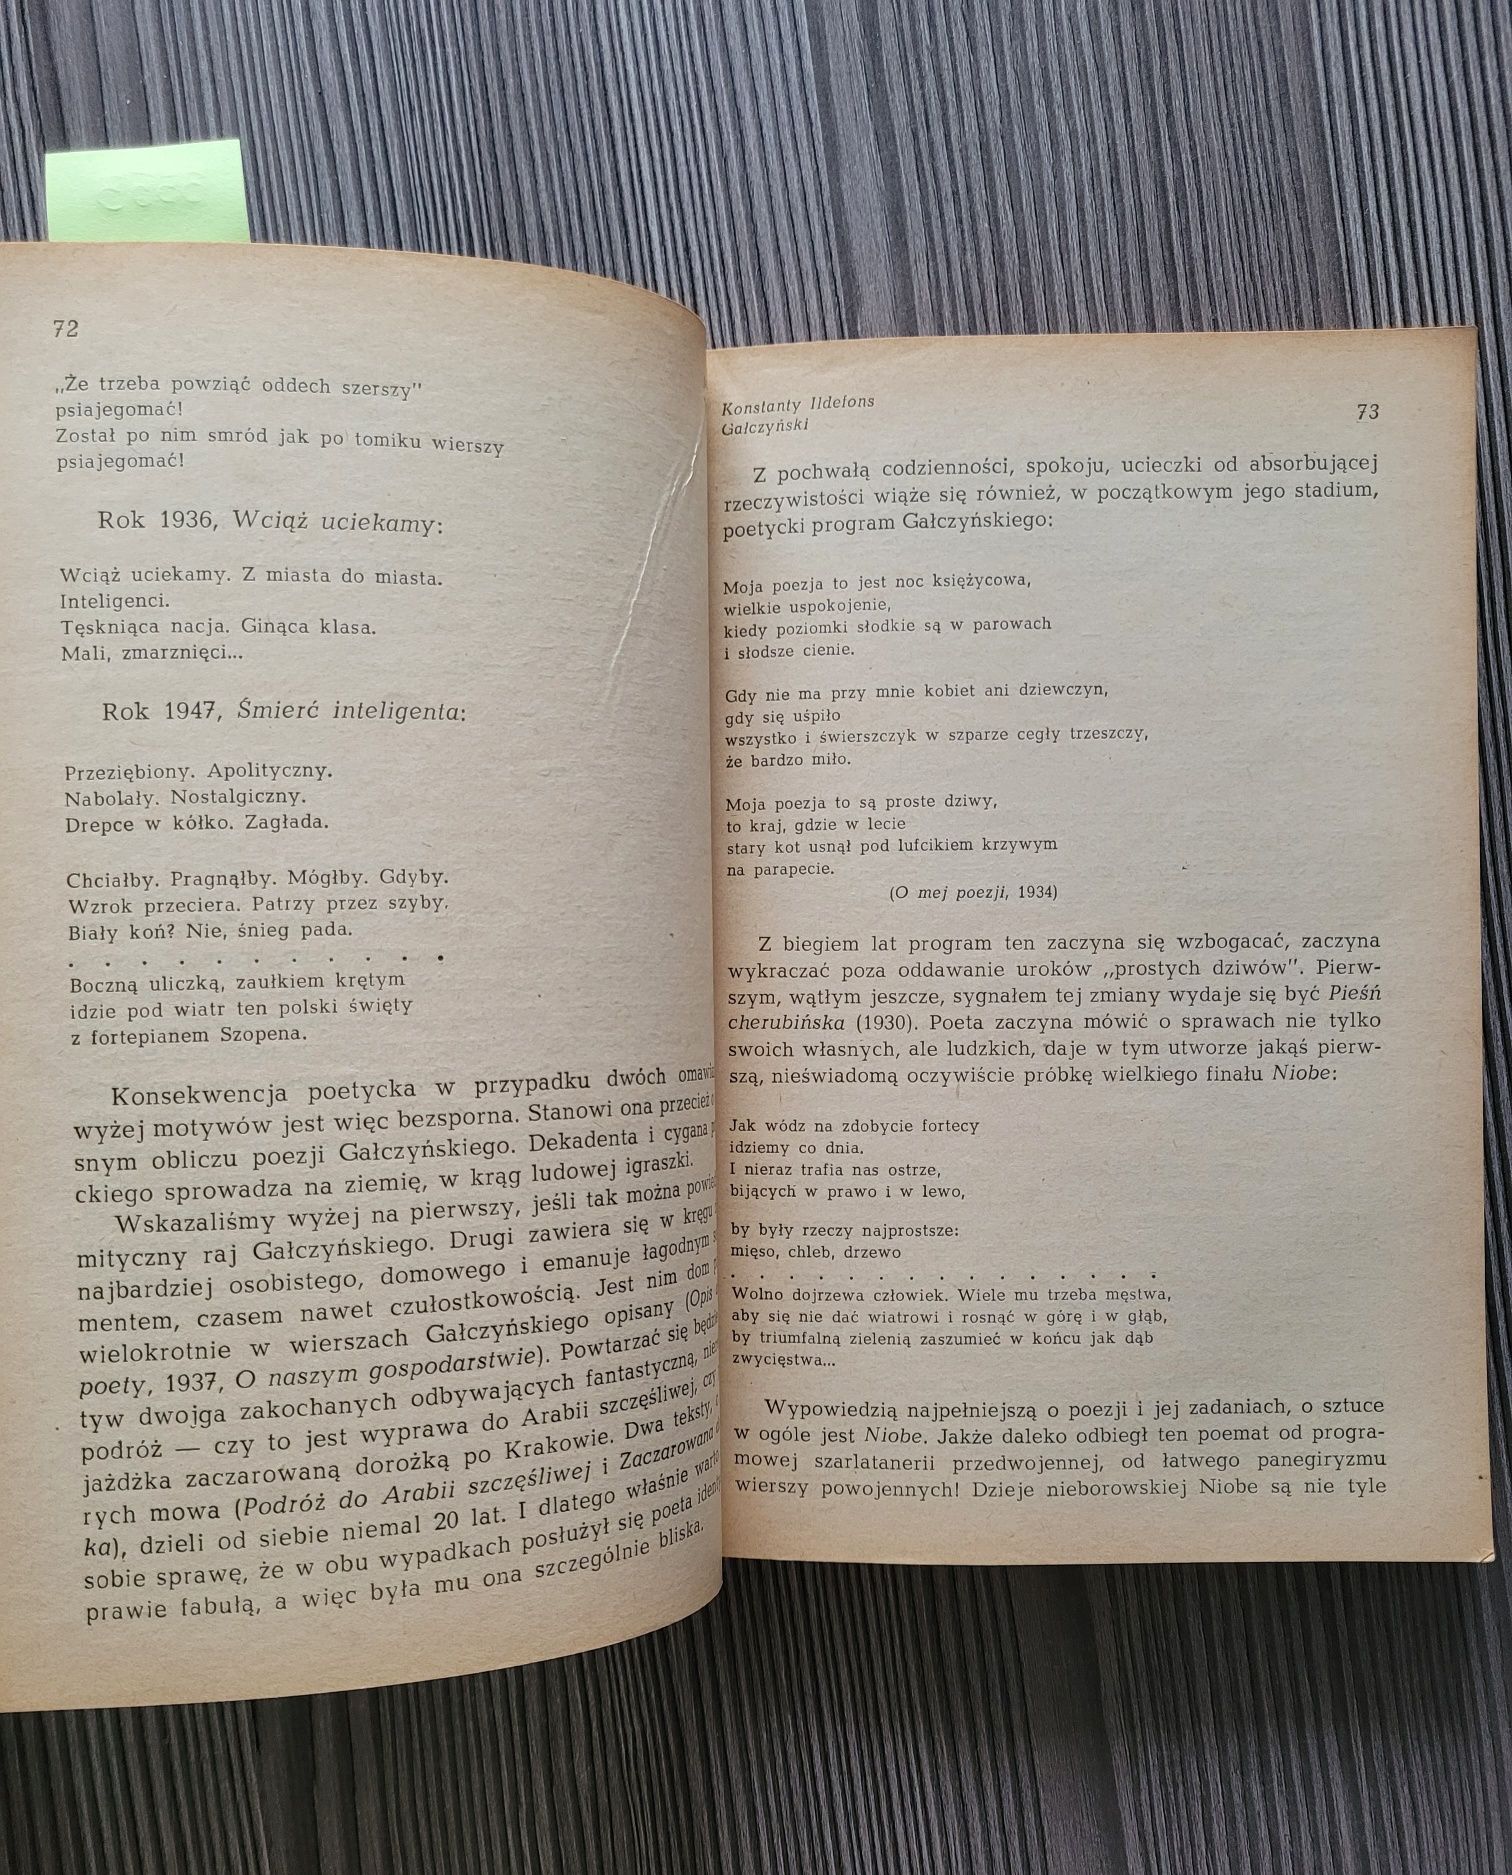 72
„Że trzeba powziąć oddech szerszy"
psiajegomać!
Został po nim smród jak po tomiku wierszy
psiajegomać!
Rok 1936, Wciąż uciekamy:
Wciąż uciekamy. Z miasta do miasta.
Inteligenci.
Tęskniąca nacja. Ginąca klasa.
Mali, zmarznięci...
Rok 1947, Śmierć inteligenta:
Przeziębiony. Apolityczny.
Nabolały. Nostalgiczny.
Drepce w kółko. Zagłada.
Chciałby. Pragnąłby. Mógłby. Gdyby.
Wzrok przeciera. Patrzy przez szyby.
Biały koń? Nie, śnieg pada.
. . . . . . . . . . .
Boczną uliczką, zaułkiem krętym
idzie pod wiatr ten polski święty
z fortepianem Szopena.
Konsekwencja poetycka w przypadku dwóch
wyżej motywów jest więc bezsporna. Stanowi ona przecież
snym obliczu poezji Gałczyńskiego. Dekadenta i cygana
ckiego sprowadza na ziemię, w krąg ludowej igraszki.
Wskazaliśmy wyżej na pierwszy, jeśli tak można
mityczny raj Gałczyńskiego. Drugi zawiera się w kręgu
najbardziej osobistego, domowego i emanuje łagodnym
mentem, czasem nawet czułostkowością. Jest nim dom
wielokrotnie w wierszach Gałczyńskiego opisany (Opis
poety, 1937, O naszym gospodarstwie). Powtarzać się
tyw dwojga zakochanych odbywających fantastyczną,
podróż — czy to jest wyprawa do Arabii szczęśliwej, czy
jażdżka zaczarowaną dorożką po Krakowie. Dwa teksty,
rych mowa (Podróż do Arabii szczęśliwej i Zaczarowana
ka), dzieli od siebie niemal 20 lat. I dlatego właśnie
sobie sprawę, że w obu wypadkach posłużył się poeta
prawie fabułą, a więc była mu ona szczególnie bliska.
Konstanty Ildefons
Gałczyński
73
Z pochwałą codzienności, spokoju, ucieczki od absorbującej
rzeczywistości wiąże się również, w początkowym jego stadium,
poetycki program Gałczyńskiego:
Moja poezja to jest noc księżycowa,
wielkie uspokojenie,
kiedy poziomki słodkie są w parowach
i słodsze cienie.
Gdy nie ma przy mnie kobiet ani dziewczyn,
gdy się uśpiło
wszystko i świerszczyk w szparze cegły trzeszczy,
że bardzo miło.
Moja poezja to są proste dziwy,
to kraj, gdzie w lecie
stary kot usnął pod lufcikiem krzywym
na parapecie.
(O mej poezji, 1934)
Z biegiem lat program ten zaczyna się wzbogacać, zaczyna
wykraczać poza oddawanie uroków „prostych dziwów". Pierw-
szym, wątłym jeszcze, sygnałem tej zmiany wydaje się być Pieśń
cherubińska (1930). Poeta zaczyna mówić o sprawach nie tylko
swoich własnych, ale ludzkich, daje w tym utworze jakąś pierw-
szą, nieświadomą oczywiście próbkę wielkiego finału Niobe:
Jak wódz na zdobycie fortecy
idziemy co dnia.
I nieraz trafia nas ostrze,
bijących w prawo i w lewo,
by były rzeczy najprostsze:
mięso, chleb, drzewo
. . . . . . . . . . . . . . .
Wolno dojrzewa człowiek. Wiele mu trzeba męstwa,
aby się nie dać wiatrowi i rosnąć w górę i w głąb,
by triumfalną zielenią zaszumieć w końcu jak dąb
zwycięstwa...
Wypowiedzią najpełniejszą o poezji i jej zadaniach, o sztuce
w ogóle jest Niobe. Jakże daleko odbiegł ten poemat od progra-
mowej szarlatanerii przedwojennej, od łatwego panegiryzmu
wierszy powojennych! Dzieje nieborowskiej Niobe są nie tyle